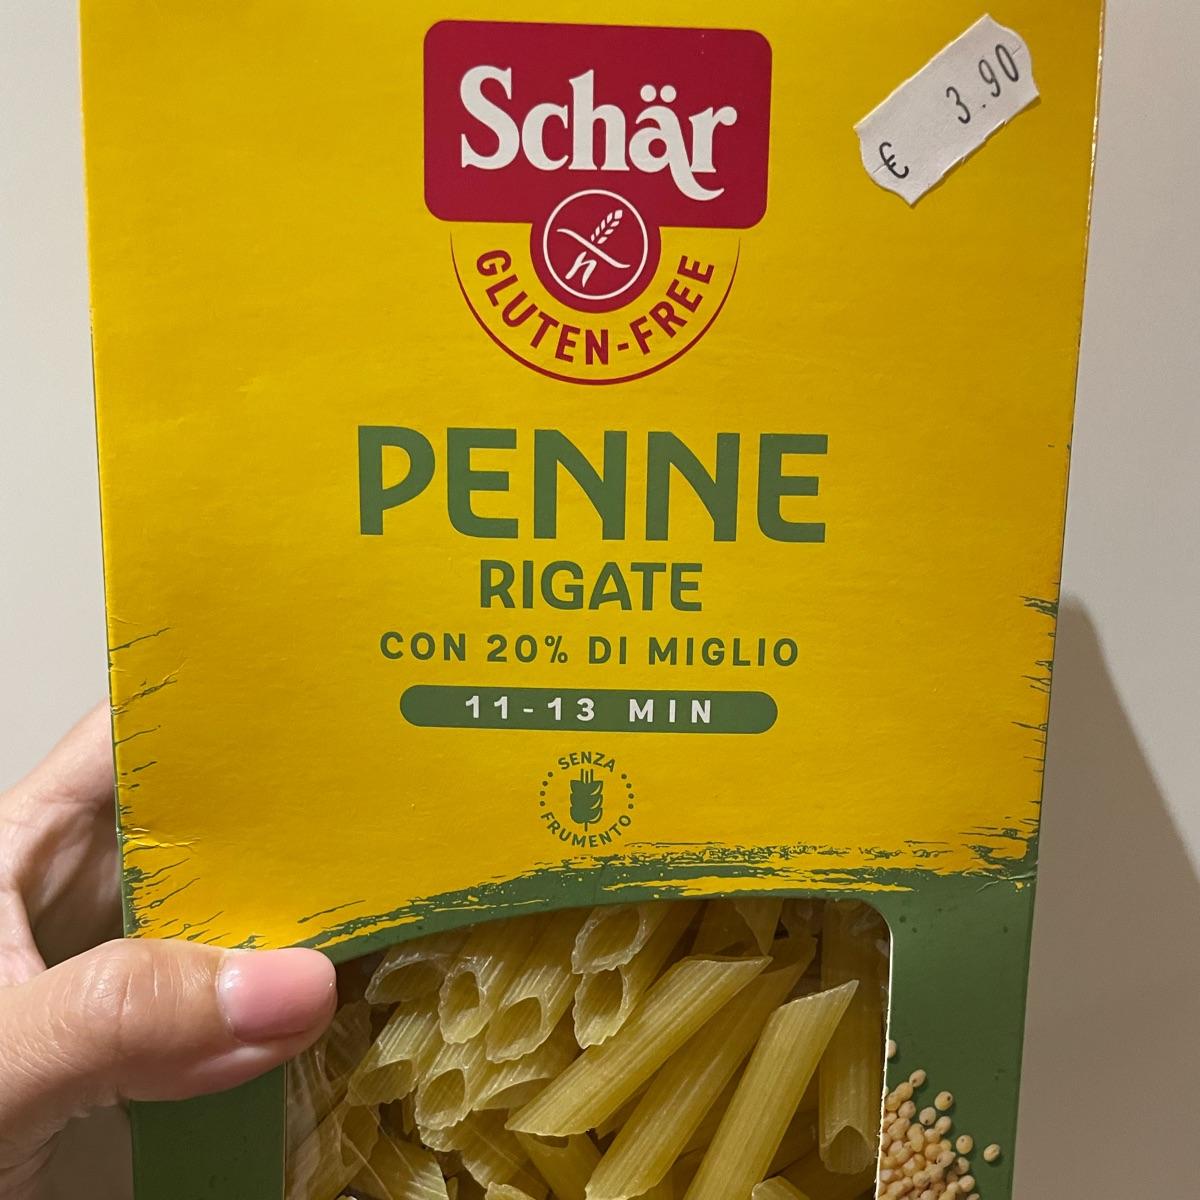 Schär
€ 3.90
GLUTEN-FREE
PENNE
RIGATE
CON 20% DI MIGLIO
11-13 MIN
SENZA
FRUMENTO